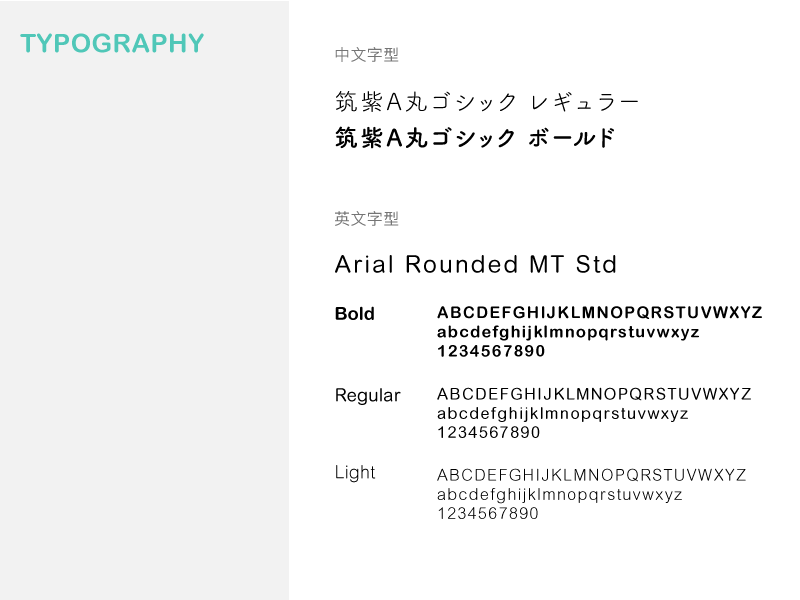 TYPOGRAPHY
中文字型
筑紫A丸ゴシック レギュラー
筑紫A丸ゴシック ボールド
英文字型
Arial Rounded MT Std
Bold
ABCDEFGHIJKLMNOPQRSTUVWXYZ
abcdefghijklmnopqrstuvwxyz
1234567890
Regular
ABCDEFGHIJKLMNOPQRSTUVWXYZ
abcdefghijklmnopqrstuvwxyz
1234567890
Light
ABCDEFGHIJKLMNOPQRSTUVWXYZ
abcdefghijklmnopqrstuvwxyz
1234567890